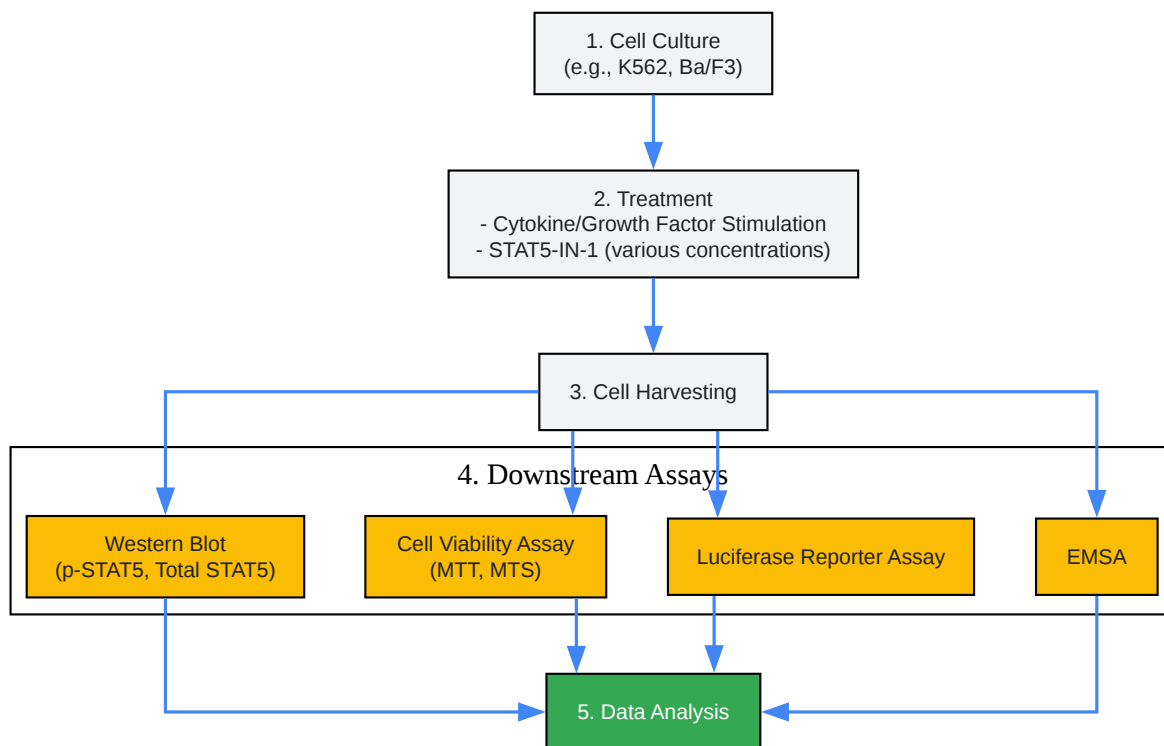 1. Cell Culture
(e.g., K562, Ba/F3)
2. Treatment
- Cytokine/Growth Factor Stimulation
- STAT5-IN-1 (various concentrations)
3. Cell Harvesting
4. Downstream Assays
Western Blot
(p-STAT5, Total STAT5)
Cell Viability Assay
(MTT, MTS)
Luciferase Reporter Assay
EMSA
5. Data Analysis